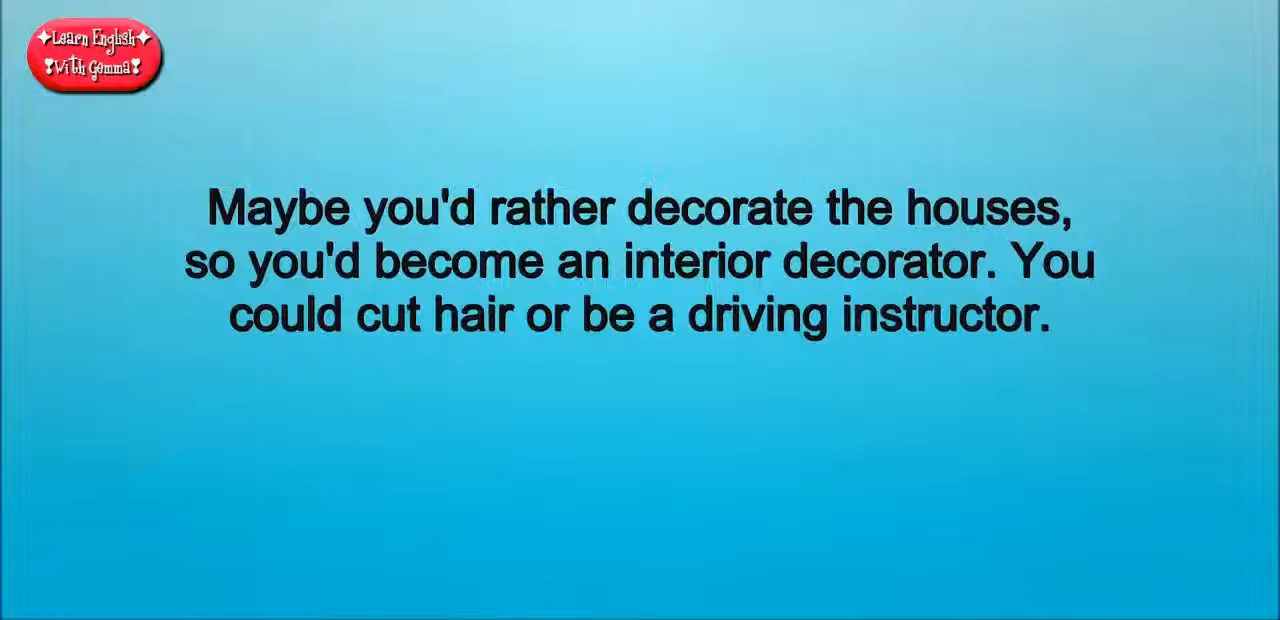 ✦Learn English✦
❣With Gemma❣
Maybe you'd rather decorate the houses,
so you'd become an interior decorator. You
could cut hair or be a driving instructor.